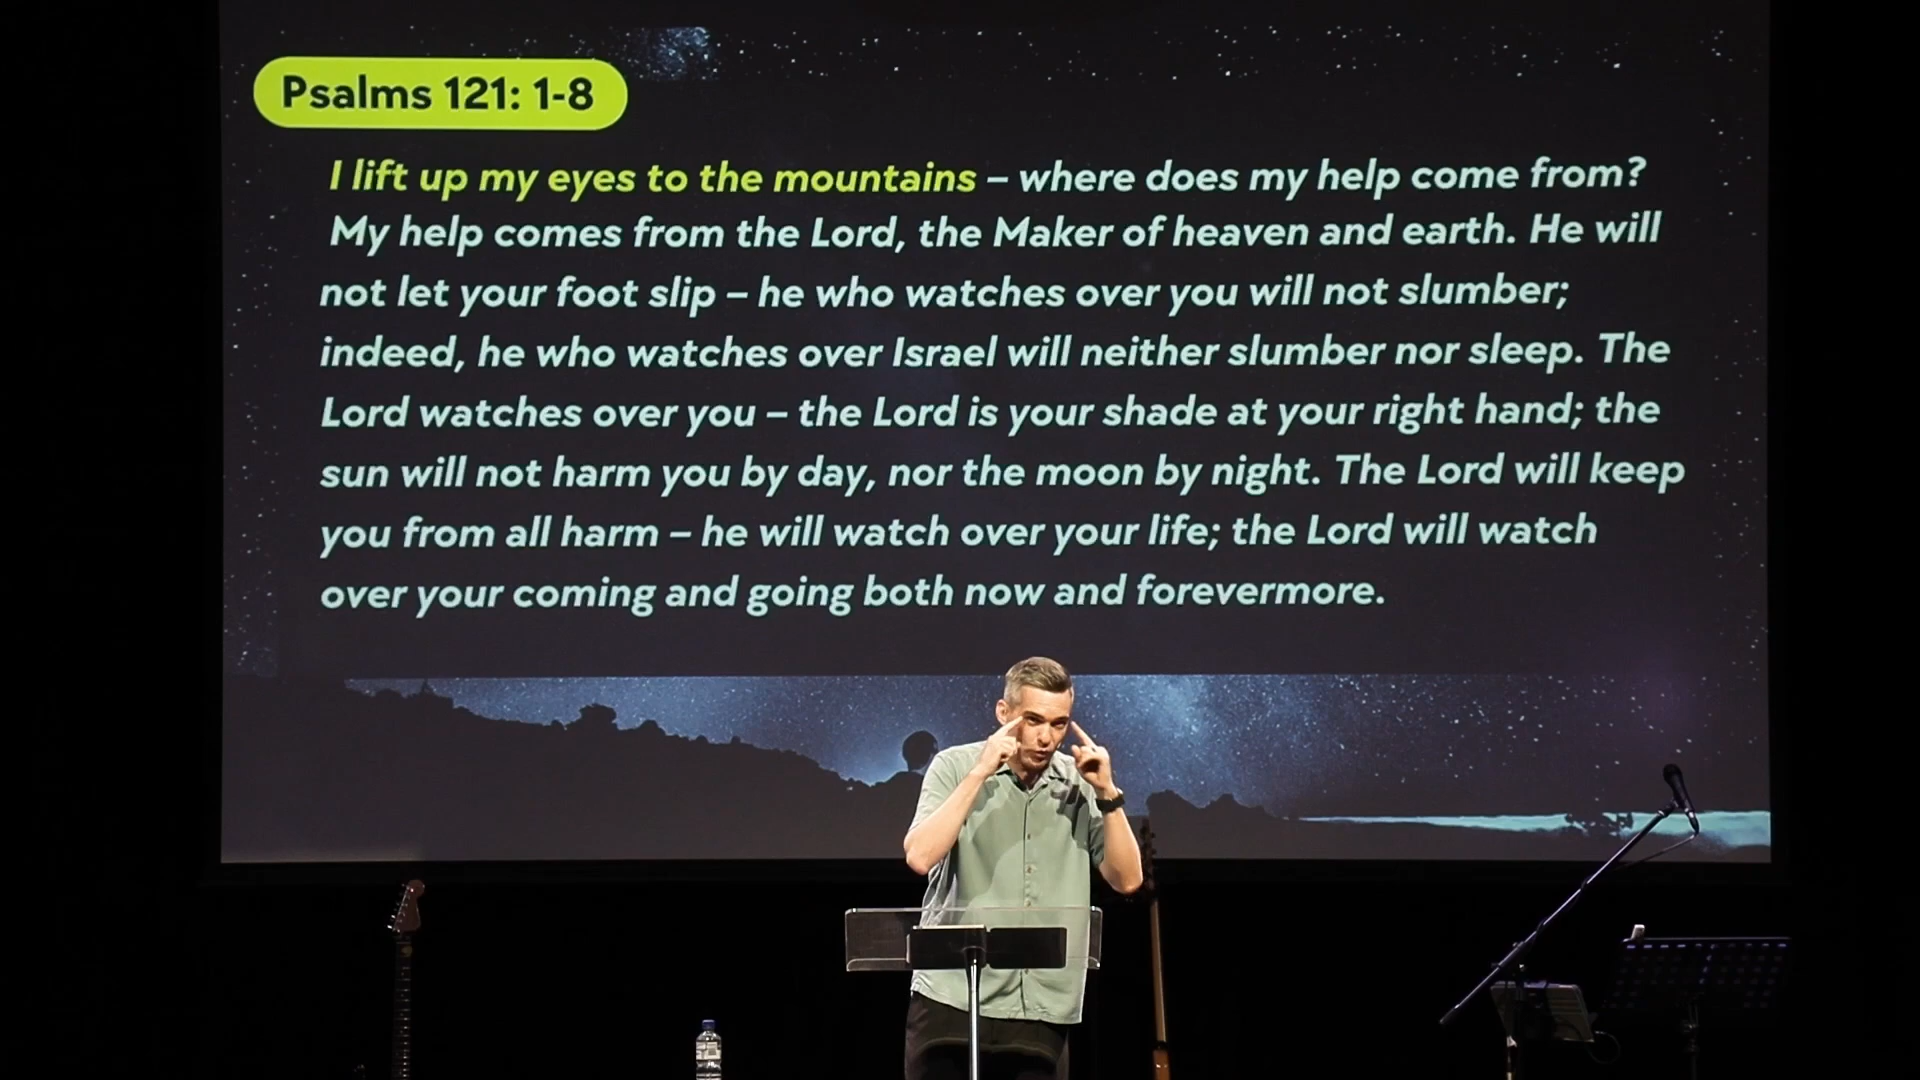 Psalms 121: 1-8
I lift up my eyes to the mountains – where does my help come from?
My help comes from the Lord, the Maker of heaven and earth. He will
not let your foot slip – he who watches over you will not slumber;
indeed, he who watches over Israel will neither slumber nor sleep. The
Lord watches over you – the Lord is your shade at your right hand; the
sun will not harm you by day, nor the moon by night. The Lord will keep
you from all harm – he will watch over your life; the Lord will watch
over your coming and going both now and forevermore.